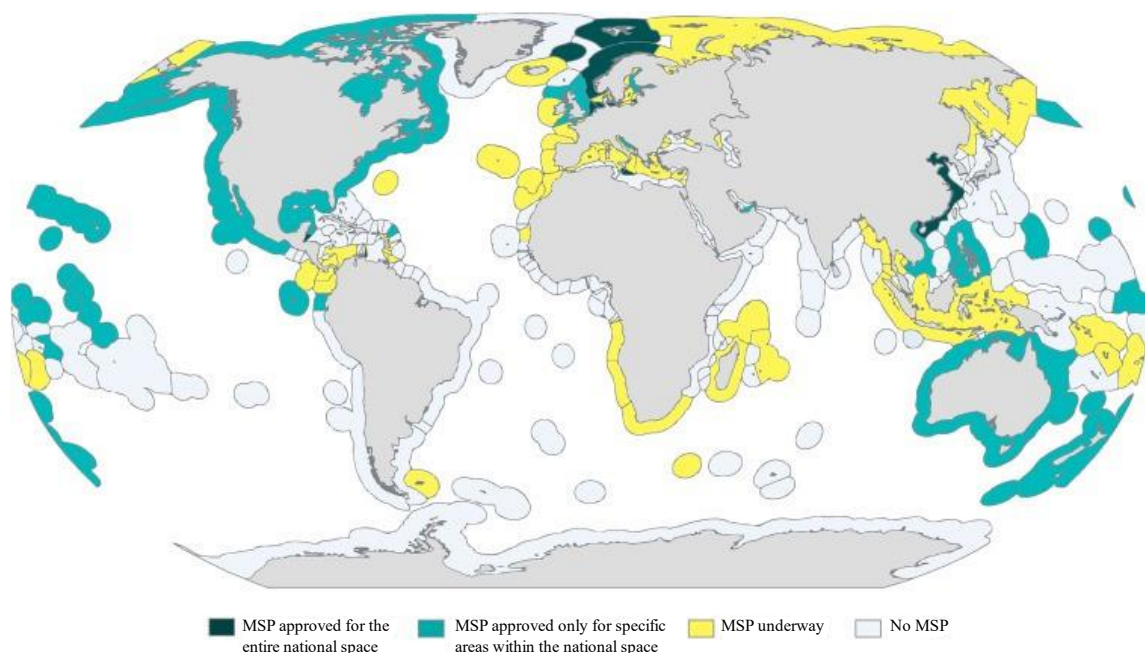 MSP approved for the
entire national space
MSP approved only for specific
areas within the national space
MSP underway
No MSP